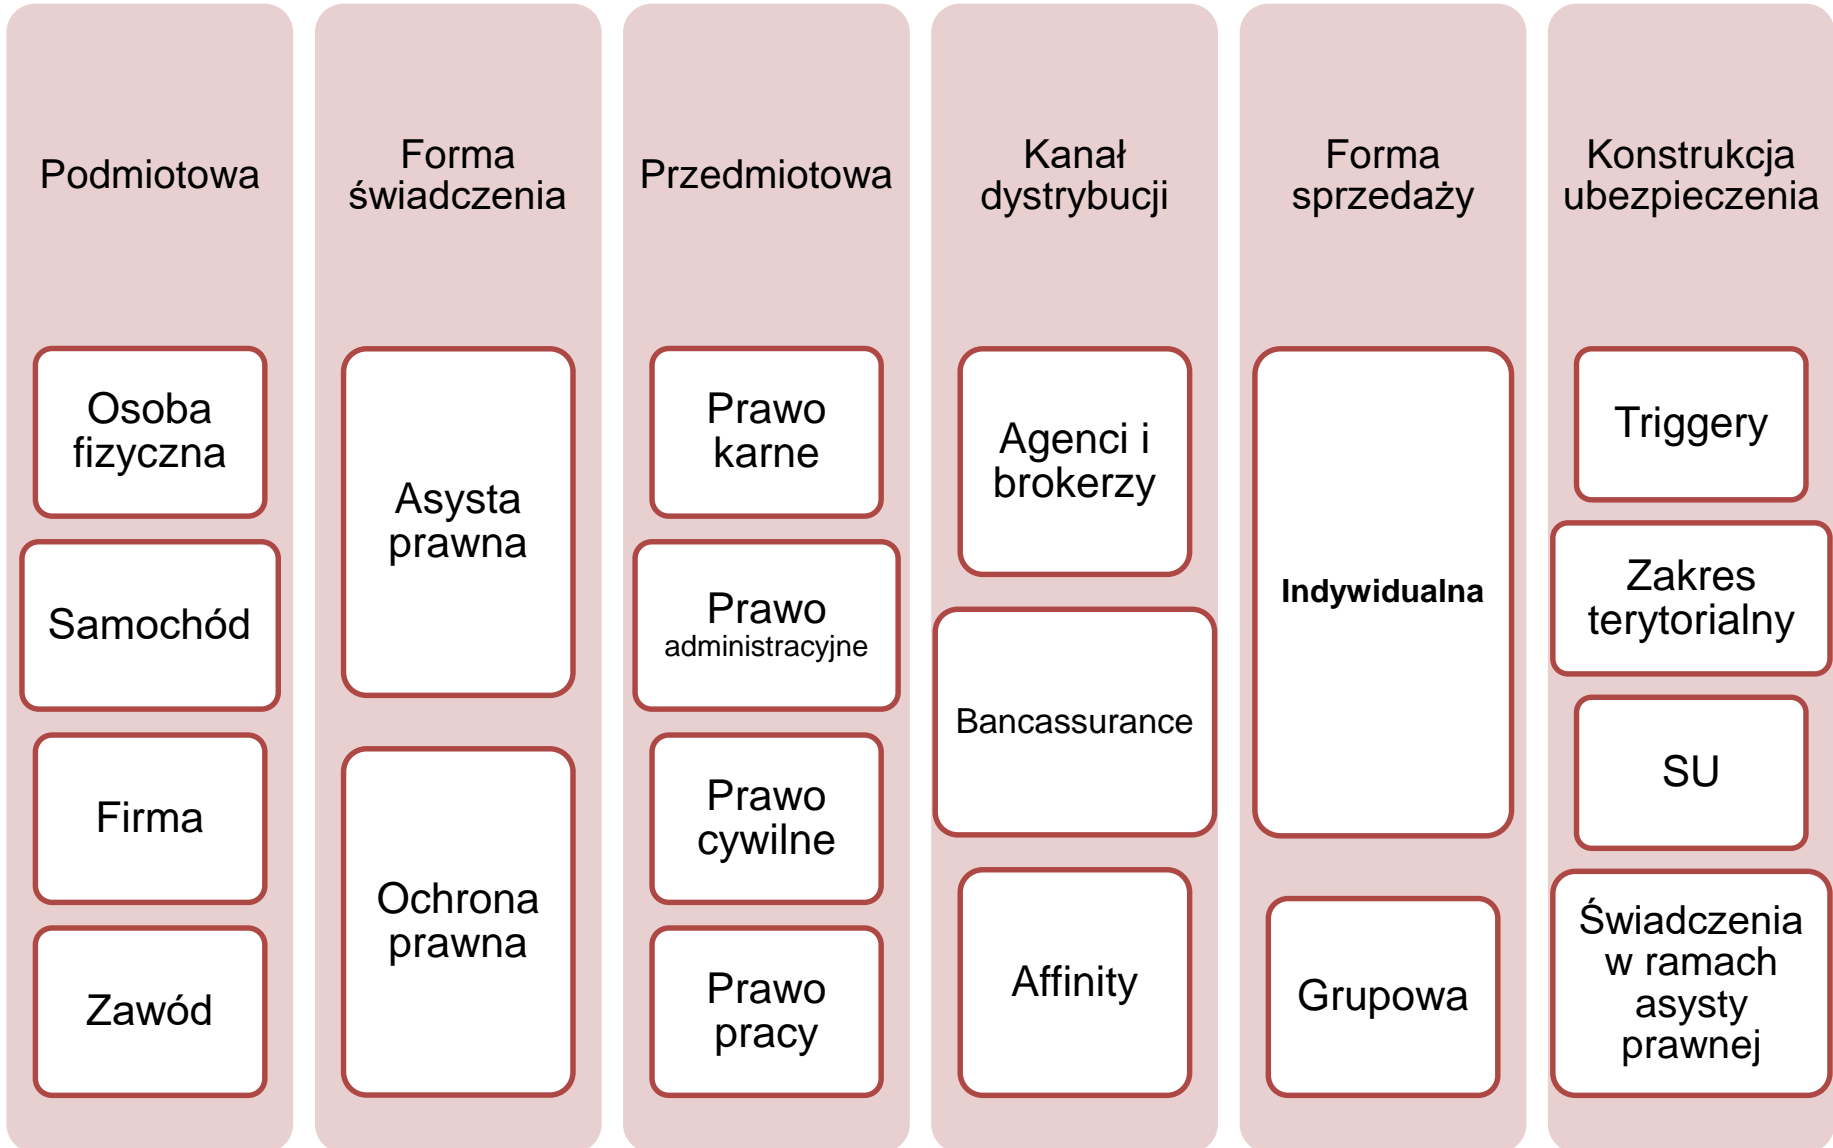 Podmiotowa
Osoba
fizyczna
Samochód
Firma
Zawód
Forma
świadczenia
Asysta
prawna
Ochrona
prawna
Przedmiotowa
Prawo
karne
Prawo
administracyjne
Prawo
cywilne
Prawo
pracy
Kanał
dystrybucji
Agenci i
brokerzy
Bancassurance
Affinity
Forma
sprzedaży
Indywidualna
Grupowa
Konstrukcja
ubezpieczenia
Triggery
Zakres
terytorialny
SU
Świadczenia
w ramach
asysty
prawnej